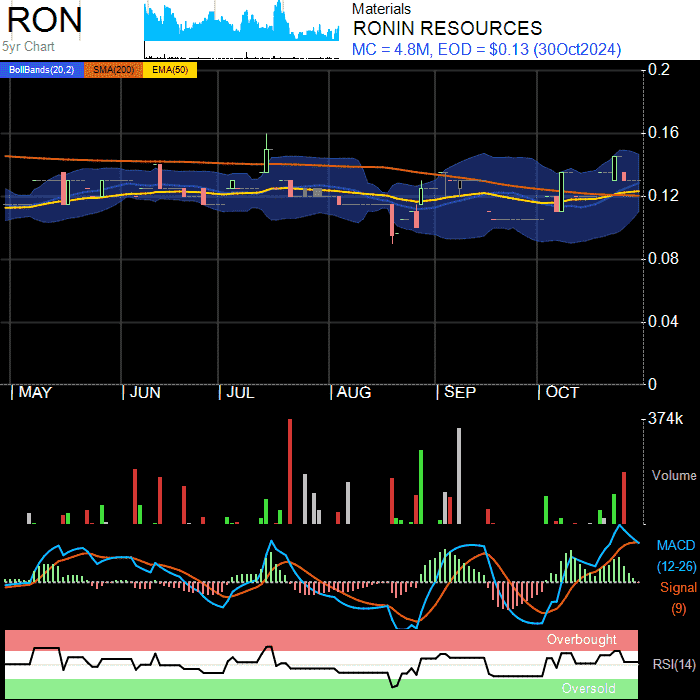 RON
5yr Chart
Materials
RONIN RESOURCES
MC = 4.8M, EOD = $0.13 (30Oct2024)
BollBands(20,2) SMA(200) EMA(50)
0.2
0.16
0.12
0.08
0.04
0
MAY JUN JUL AUG SEP OCT
374k
Volume
MACD
(12-26)
Signal
(9)
Overbought
RSI(14)
Oversold